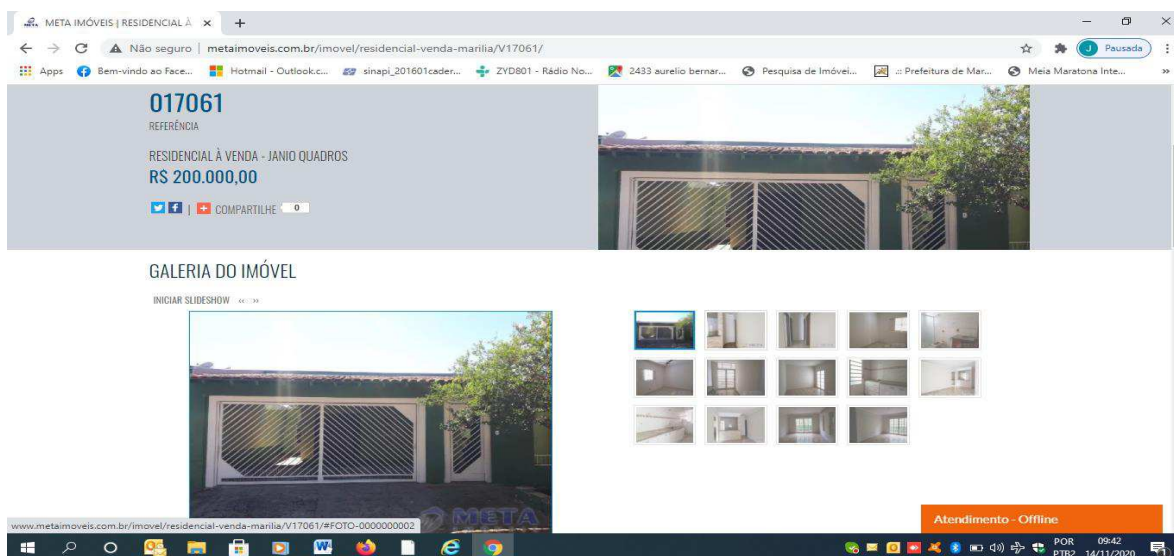 META IMÓVEIS | RESIDENCIAL À
Não seguro | metaimoveis.com.br/imovel/residencial-venda-marilia/V17061/
Pausada
Apps Bem-vindo ao Face... Hotmail - Outlook.c... sinapi_201601cader... ZYD801 - Rádio No... 2433 aurelio bernar... Pesquisa de Imóvei... .:: Prefeitura de Mar... Meia Maratona Inte... »
017061
REFERÊNCIA
RESIDENCIAL À VENDA - JANIO QUADROS
R$ 200.000,00
| COMPARTILHE 0
GALERIA DO IMÓVEL
INICIAR SLIDESHOW « »
META
www.metaimoveis.com.br/imovel/residencial-venda-marilia/V17061/#FOTO-0000000002
Atendimento - Offline
POR 09:42
PTB2 14/11/2020